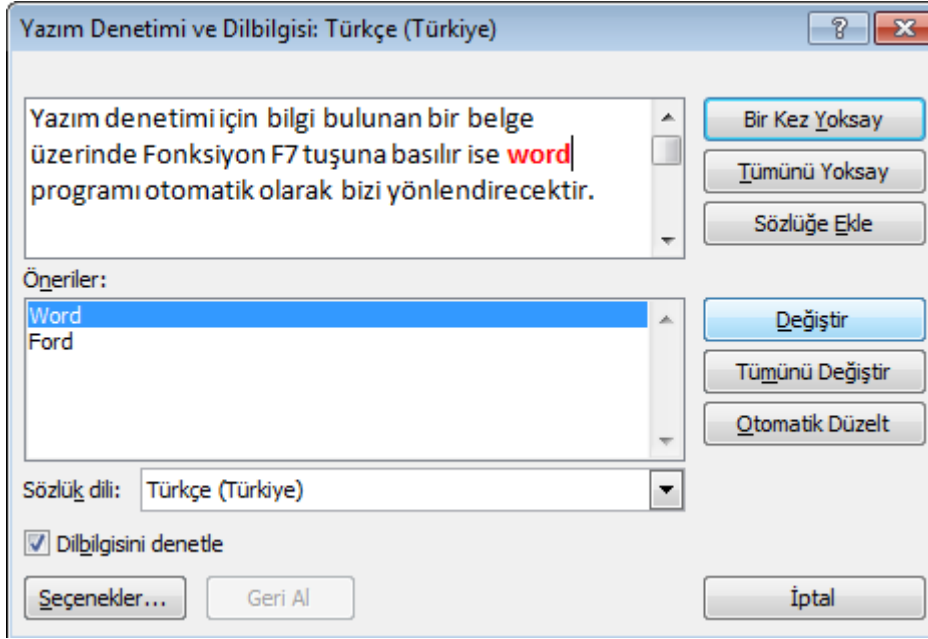 Yazım Denetimi ve Dilbilgisi: Türkçe (Türkiye)
Yazım denetimi için bilgi bulunan bir belge
üzerinde Fonksiyon F7 tuşuna basılır ise word
programı otomatik olarak bizi yönlendirecektir.
Bir Kez Yoksay
Tümünü Yoksay
Sözlüğe Ekle
Öneriler:
Word
Ford
Değiştir
Tümünü Değiştir
Otomatik Düzelt
Sözlük dili: Türkçe (Türkiye)
Dilbilgisini denetle
Seçenekler... Geri Al İptal